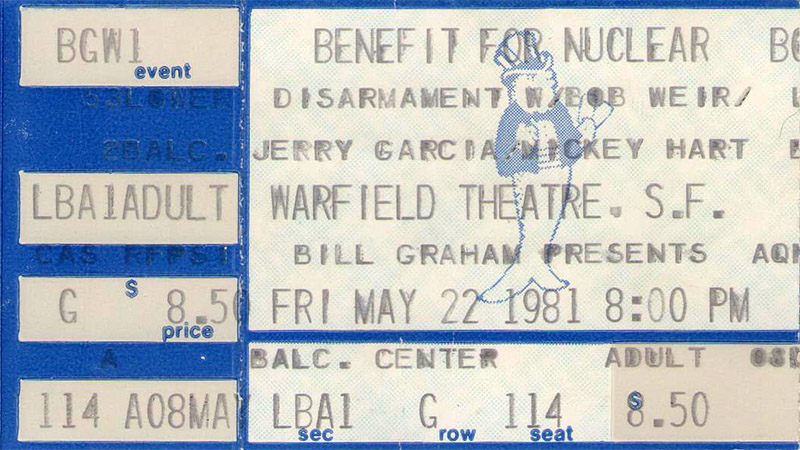 BGW1
event
2BALC.
LBA1ADULT
G $ 8.50
price
A
114 A08MAY
BENEFIT FOR NUCLEAR
DISARMAMENT W/BOB WEIR/
JERRY GARCIA/MICKEY HART
WARFIELD THEATRE. S.F.
BILL GRAHAM PRESENTS
FRI MAY 22 1981 8:00 PM
BALC. CENTER ADULT
LBA1 G 114 $8.50
sec row seat